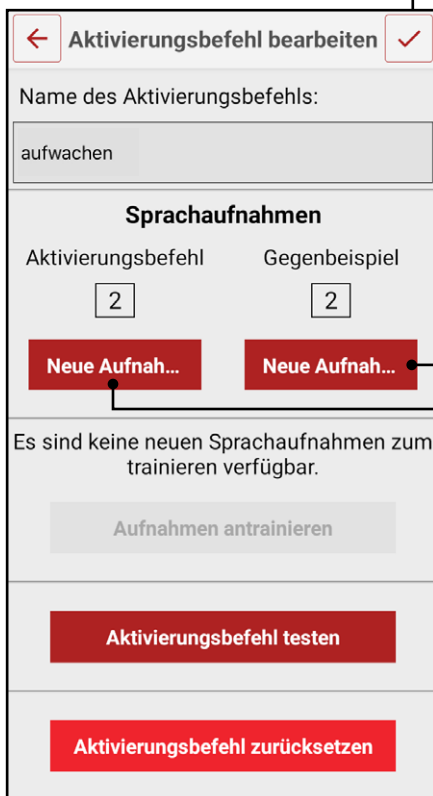 Aktivierungsbefehl bearbeiten
Name des Aktivierungsbefehls:
aufwachen
Sprachaufnahmen
Aktivierungsbefehl Gegenbeispiel
2 2
Neue Aufnah... Neue Aufnah...
Es sind keine neuen Sprachaufnahmen zum
trainieren verfügbar.
Aufnahmen antrainieren
Aktivierungsbefehl testen
Aktivierungsbefehl zurücksetzen